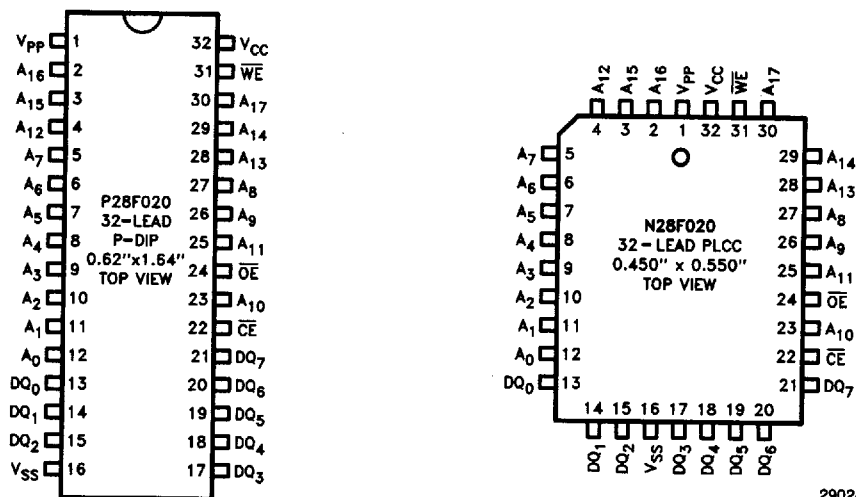 VPP 1 32 VCC
A16 2 31 WE
A15 3 30 A17
A12 4 29 A14
A7 5 28 A13
A6 6 27 A8
A5 7 26 A9
A4 8 25 A11
A3 9 24 OE
A2 10 23 A10
A1 11 22 CE
A0 12 21 DQ7
DQ0 13 20 DQ6
DQ1 14 19 DQ5
DQ2 15 18 DQ4
VSS 16 17 DQ3
P28F020
32-LEAD
P-DIP
0.62"x1.64"
TOP VIEW
A12 A15 A16 VPP VCC WE A17
4 3 2 1 32 31 30
A7 5 29 A14
A6 6 28 A13
A5 7 27 A8
A4 8 26 A9
A3 9 25 A11
A2 10 24 OE
A1 11 23 A10
A0 12 22 CE
DQ0 13 21 DQ7
N28F020
32-LEAD PLCC
0.450" x 0.550"
TOP VIEW
14 15 16 17 18 19 20
DQ1 DQ2 VSS DQ3 DQ4 DQ5 DQ6
2902